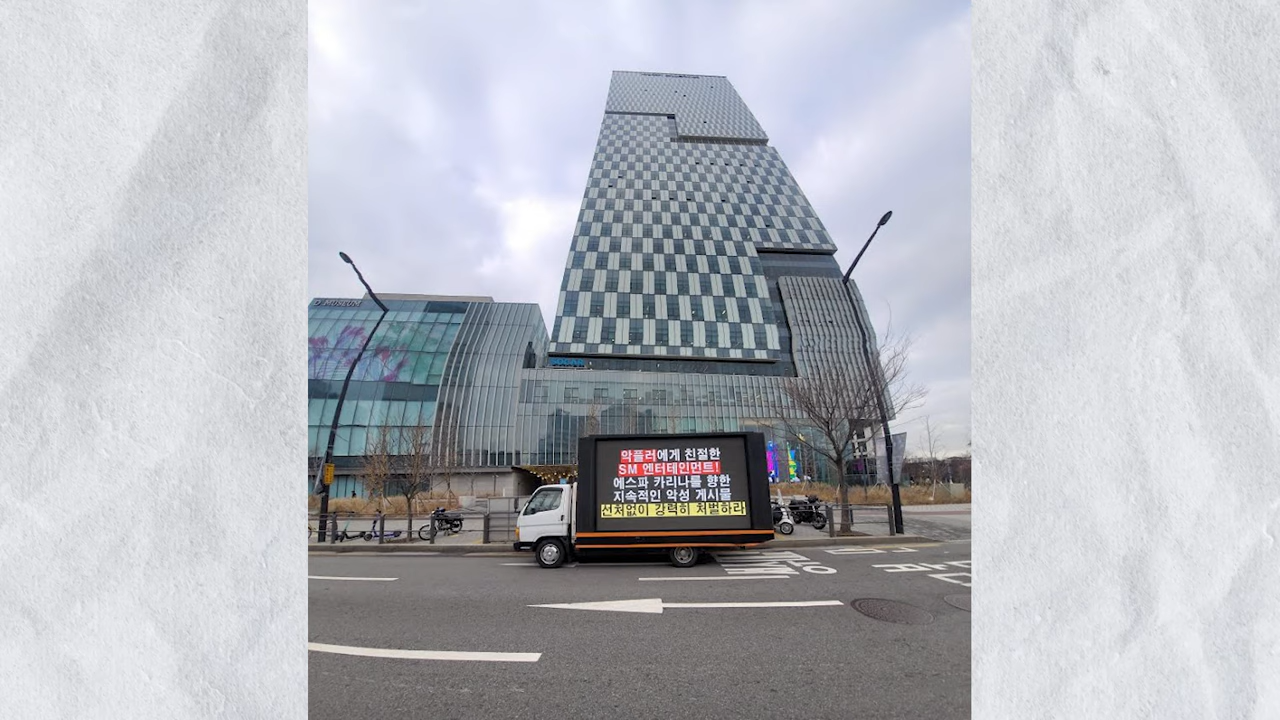 D MUSEUM
악플러에게 친절한
SM 엔터테인먼트!
에스파 카리나를 향한
지속적인 악성 게시물
선처없이 강력히 처벌하라